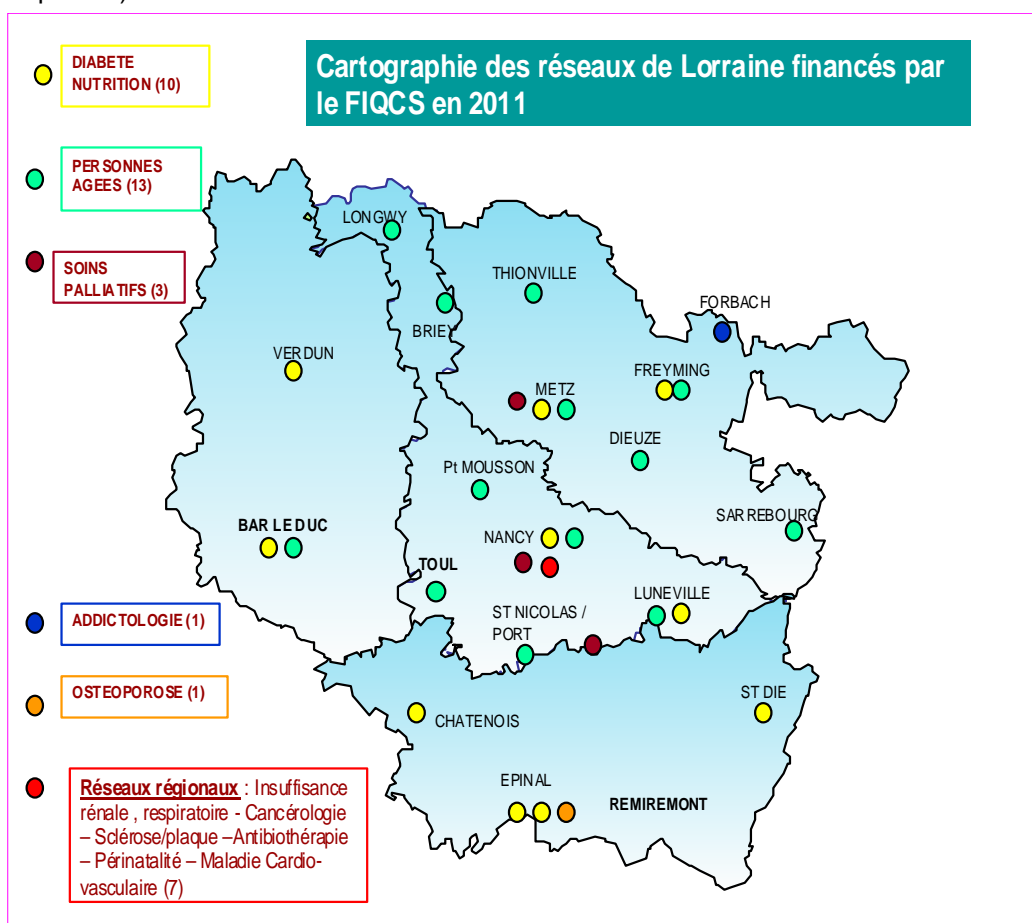 DIABETE
NUTRITION (10)
Cartographie des réseaux de Lorraine financés par
le FIQCS en 2011
PERSONNES
AGEES (13)
SOINS
PALLIATIFS (3)
LONGWY
THIONVILLE
FORBACH
BRIEY
VERDUN
FREYMING
METZ
DIEUZE
Pt MOUSSON
SARREBOURG
BAR LE DUC
NANCY
TOUL
LUNEVILLE
ST NICOLAS /
PORT
ADDICTOLOGIE (1)
OSTEOPOROSE (1)
CHATENOIS
ST DIE
EPINAL
REMIREMONT
Réseaux régionaux : Insuffisance
rénale , respiratoire - Cancérologie
– Sclérose/plaque –Antibiothérapie
– Périnatalité – Maladie Cardio-
vasculaire (7)